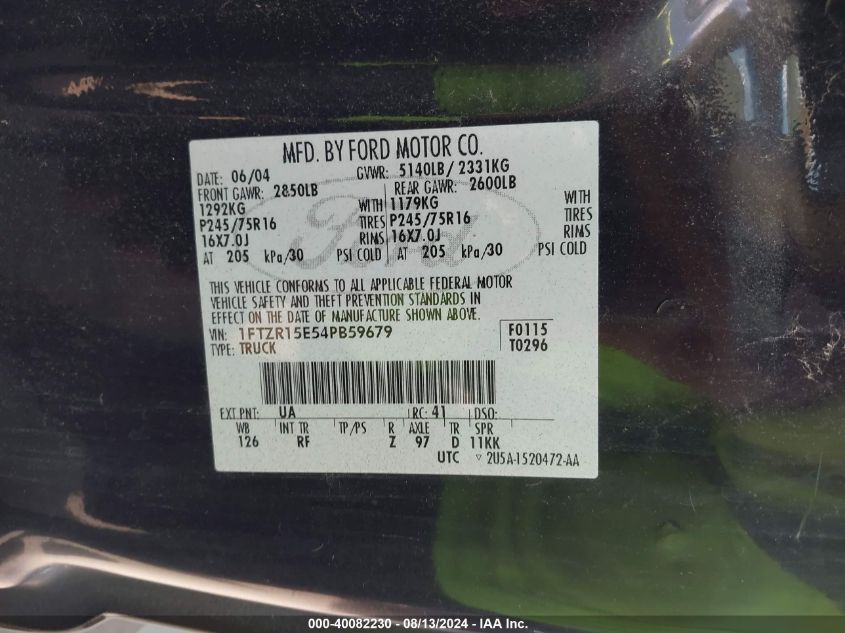 MFD. BY FORD MOTOR CO.
DATE: 06/04 GVWR: 5140LB/ 2331KG
FRONT GAWR: 2850LB REAR GAWR: 2600LB
1292KG WITH 1179KG WITH
P245/75R16 TIRES P245/75R16 TIRES
16X7.0J RIMS 16X7.0J RIMS
AT 205 kPa/30 PSI COLD AT 205 kPa/30 PSI COLD
Ford
THIS VEHICLE CONFORMS TO ALL APPLICABLE FEDERAL MOTOR
VEHICLE SAFETY AND THEFT PREVENTION STANDARDS IN
EFFECT ON THE DATE OF MANUFACTURE SHOWN ABOVE.
VIN: 1FTZR15E54PB59679 F0115
TYPE: TRUCK T0296
EXT PNT: UA RC: 41 DSO:
WB INT TR TP/PS R AXLE TR SPR
126 RF Z 97 D 11KK
UTC ▽ 2U5A-1520472-AA
000-40082230 - 08/13/2024 - IAAI - US - IAA Inc.